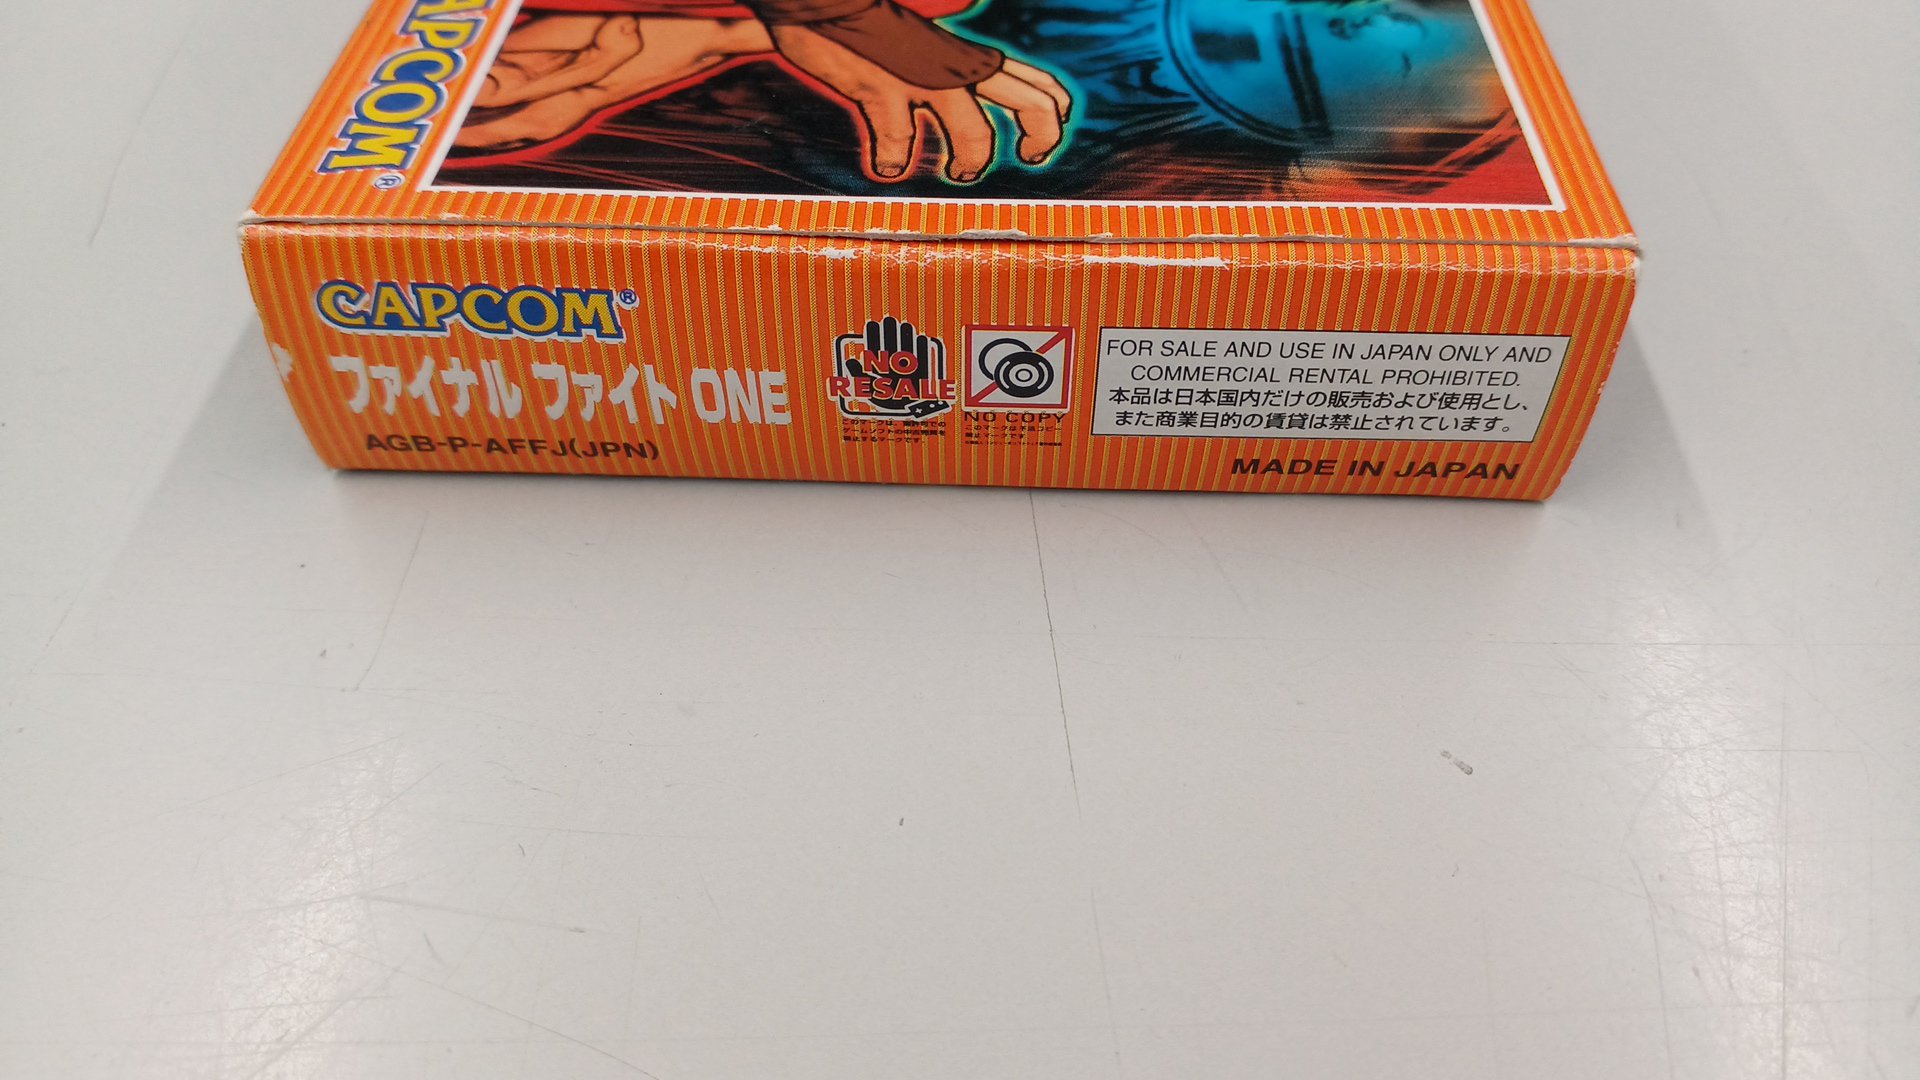 CAPCOM®
CAPCOM®
ファイナル ファイト ONE
AGB-P-AFFJ(JPN)
NO
RESALE
NO COPY
FOR SALE AND USE IN JAPAN ONLY AND
COMMERCIAL RENTAL PROHIBITED.
本品は日本国内だけの販売および使用とし、
また商業目的の賃貸は禁止されています。
MADE IN JAPAN